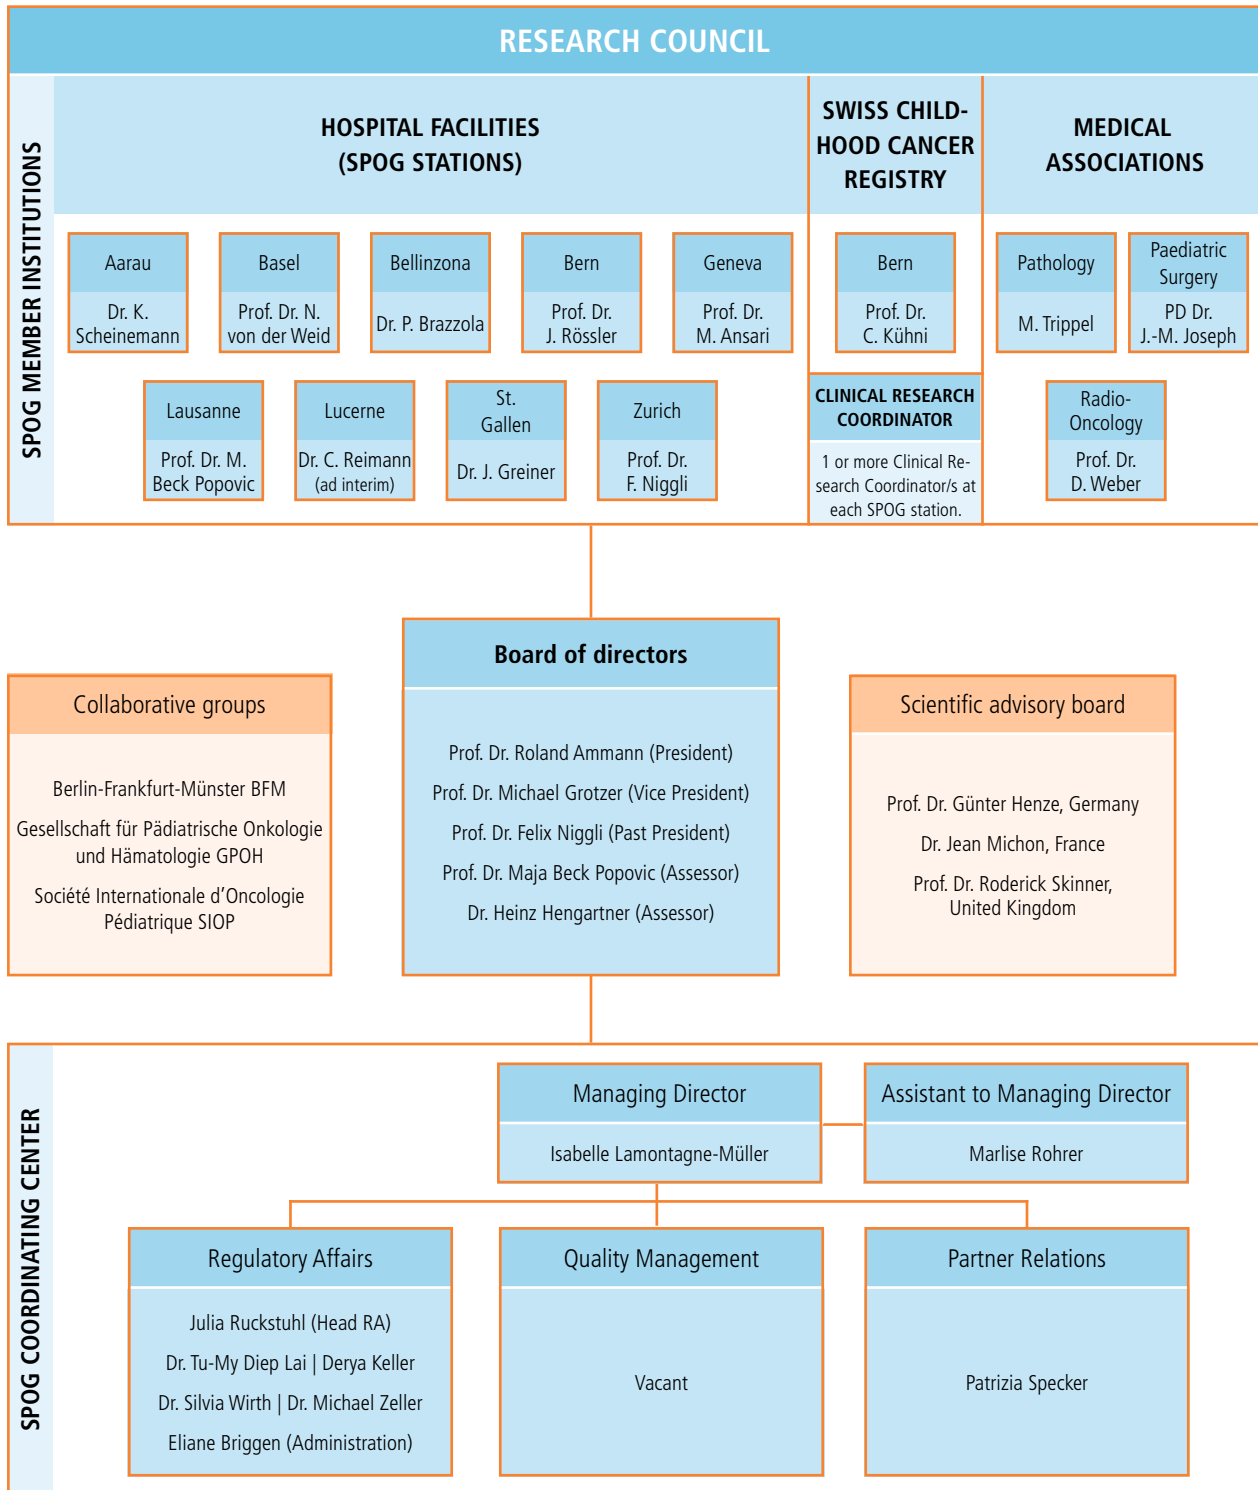 RESEARCH COUNCIL
SPOG MEMBER INSTITUTIONS
HOSPITAL FACILITIES
(SPOG STATIONS)
SWISS CHILD-
HOOD CANCER
REGISTRY
MEDICAL
ASSOCIATIONS
Aarau
Dr. K.
Scheinemann
Basel
Prof. Dr. N.
von der Weid
Bellinzona
Dr. P. Brazzola
Bern
Prof. Dr.
J. Rössler
Geneva
Prof. Dr.
M. Ansari
Bern
Prof. Dr.
C. Kühni
Pathology
M. Trippel
Paediatric
Surgery
PD Dr.
J.-M. Joseph
Lausanne
Prof. Dr. M.
Beck Popovic
Lucerne
Dr. C. Reimann
(ad interim)
St.
Gallen
Dr. J. Greiner
Zurich
Prof. Dr.
F. Niggli
CLINICAL RESEARCH
COORDINATOR
1 or more Clinical Re-
search Coordinator/s at
each SPOG station.
Radio-
Oncology
Prof. Dr.
D. Weber
Board of directors
Prof. Dr. Roland Ammann (President)
Prof. Dr. Michael Grotzer (Vice President)
Prof. Dr. Felix Niggli (Past President)
Prof. Dr. Maja Beck Popovic (Assessor)
Dr. Heinz Hengartner (Assessor)
Collaborative groups
Berlin-Frankfurt-Münster BFM
Gesellschaft für Pädiatrische Onkologie
und Hämatologie GPOH
Société Internationale d’Oncologie
Pédiatrique SIOP
Scientific advisory board
Prof. Dr. Günter Henze, Germany
Dr. Jean Michon, France
Prof. Dr. Roderick Skinner,
United Kingdom
SPOG COORDINATING CENTER
Managing Director
Isabelle Lamontagne-Müller
Assistant to Managing Director
Marlise Rohrer
Regulatory Affairs
Julia Ruckstuhl (Head RA)
Dr. Tu-My Diep Lai | Derya Keller
Dr. Silvia Wirth | Dr. Michael Zeller
Eliane Briggen (Administration)
Quality Management
Vacant
Partner Relations
Patrizia Specker